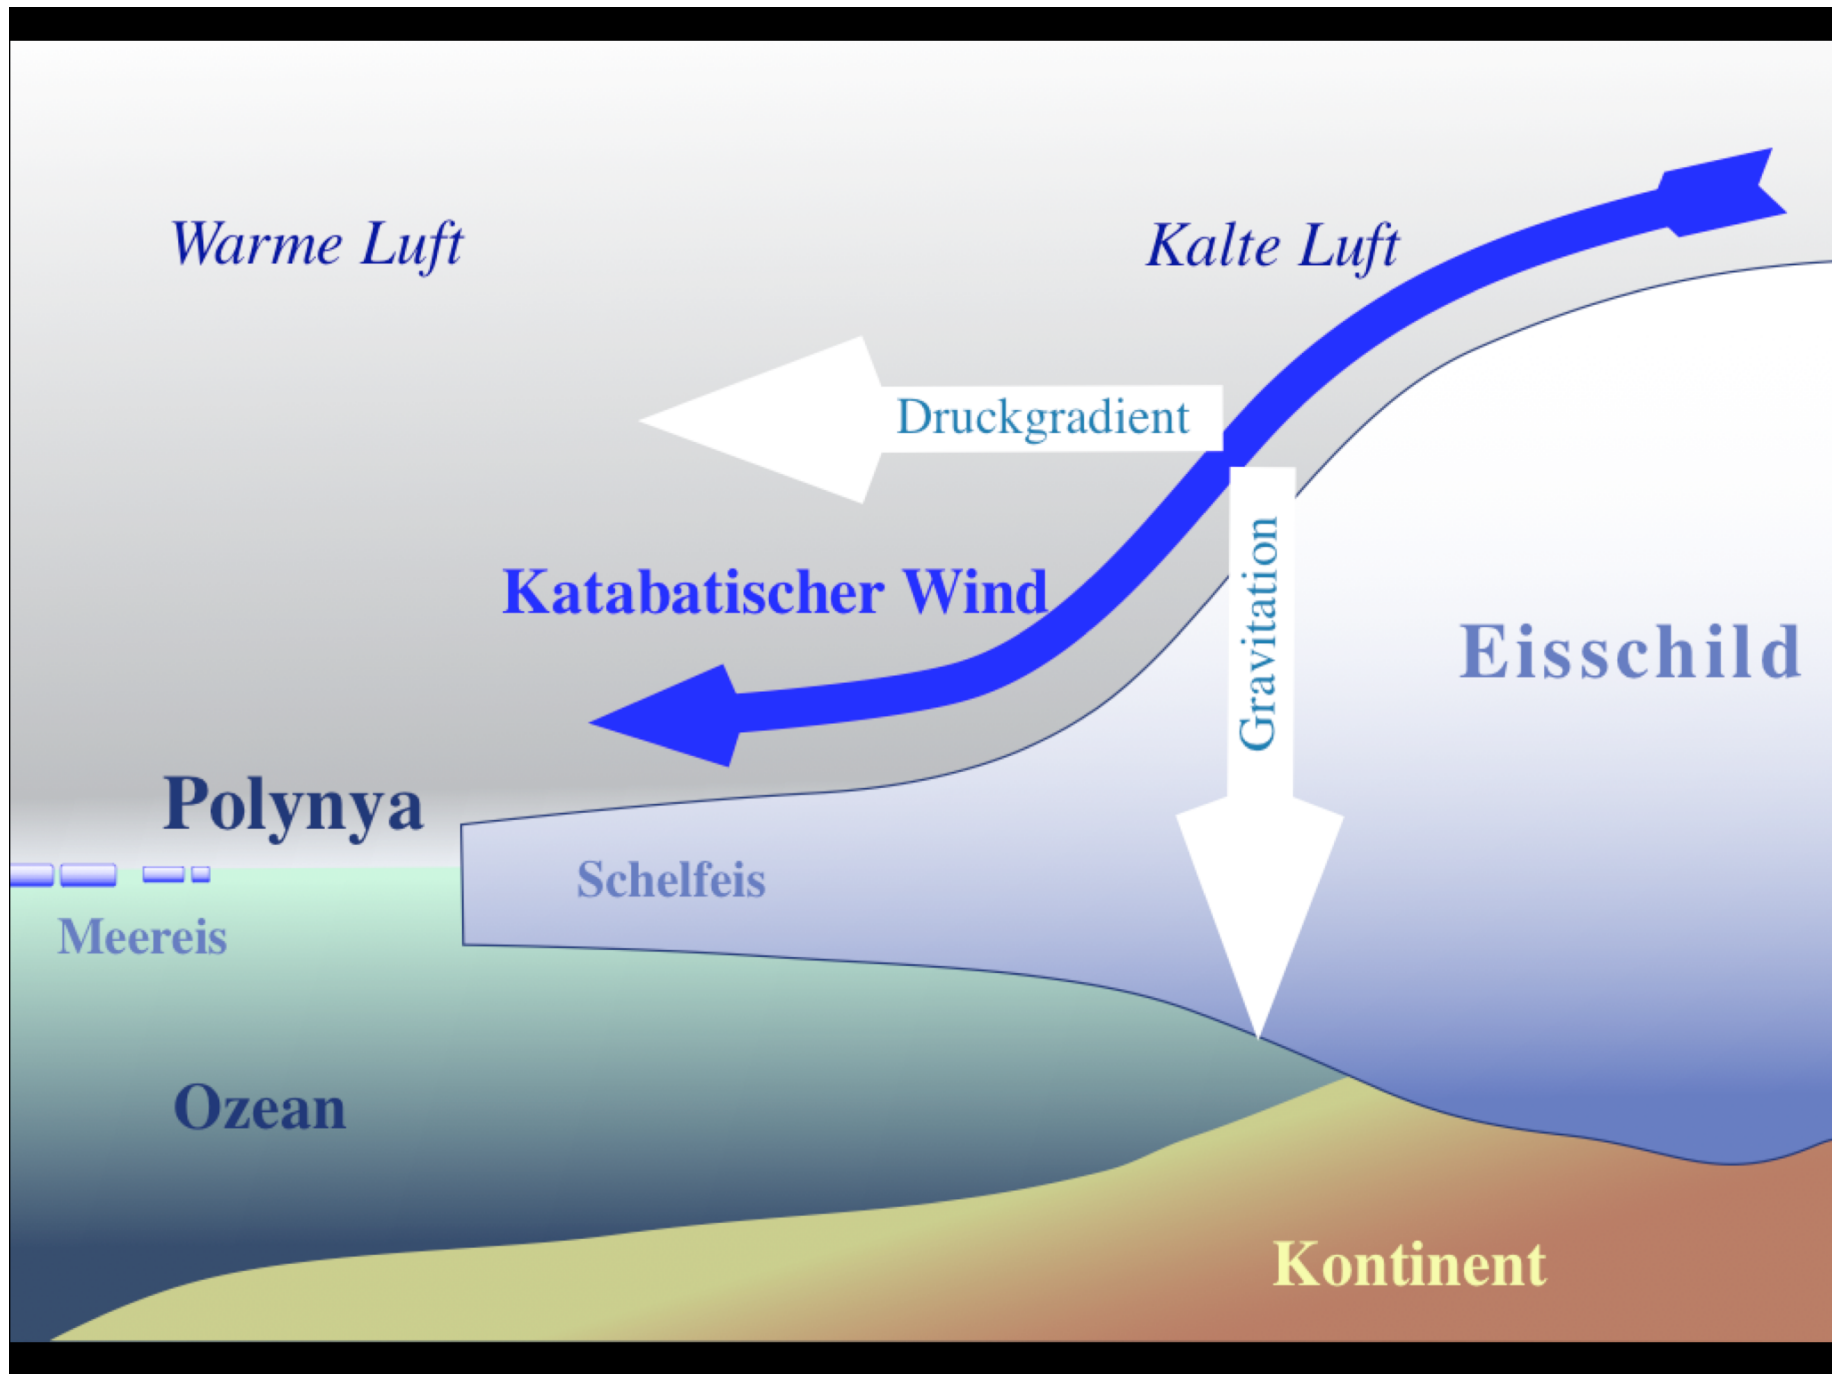 Warme Luft
Kalte Luft
Druckgradient
Katabatischer Wind
Gravitation
Eisschild
Polynya
Schelfeis
Meereis
Ozean
Kontinent